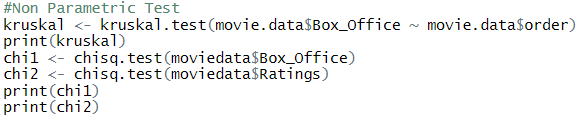 #Non Parametric Test
kruskal <- kruskal.test(movie.data$Box_Office ~ movie.data$order)
print(kruskal)
chi1 <- chisq.test(moviedata$Box_Office)
chi2 <- chisq.test(moviedata$Ratings)
print(chi1)
print(chi2)